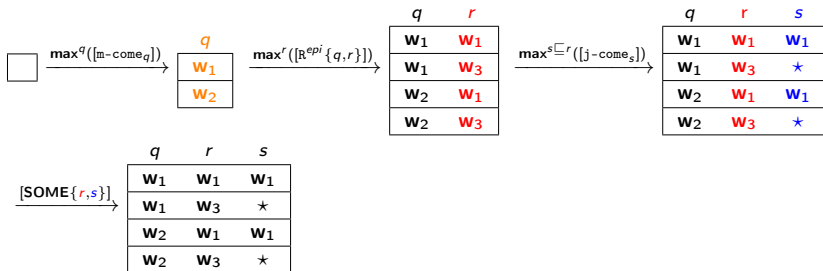 max^q([m-come_q])
q
w₁
w₂
max^r([R^epi{q,r}])
q r
w₁ w₁
w₁ w₃
w₂ w₁
w₂ w₃
max^{s⊑r}([j-come_s])
q r s
w₁ w₁ w₁
w₁ w₃ ⋆
w₂ w₁ w₁
w₂ w₃ ⋆
[SOME{r,s}]
q r s
w₁ w₁ w₁
w₁ w₃ ⋆
w₂ w₁ w₁
w₂ w₃ ⋆